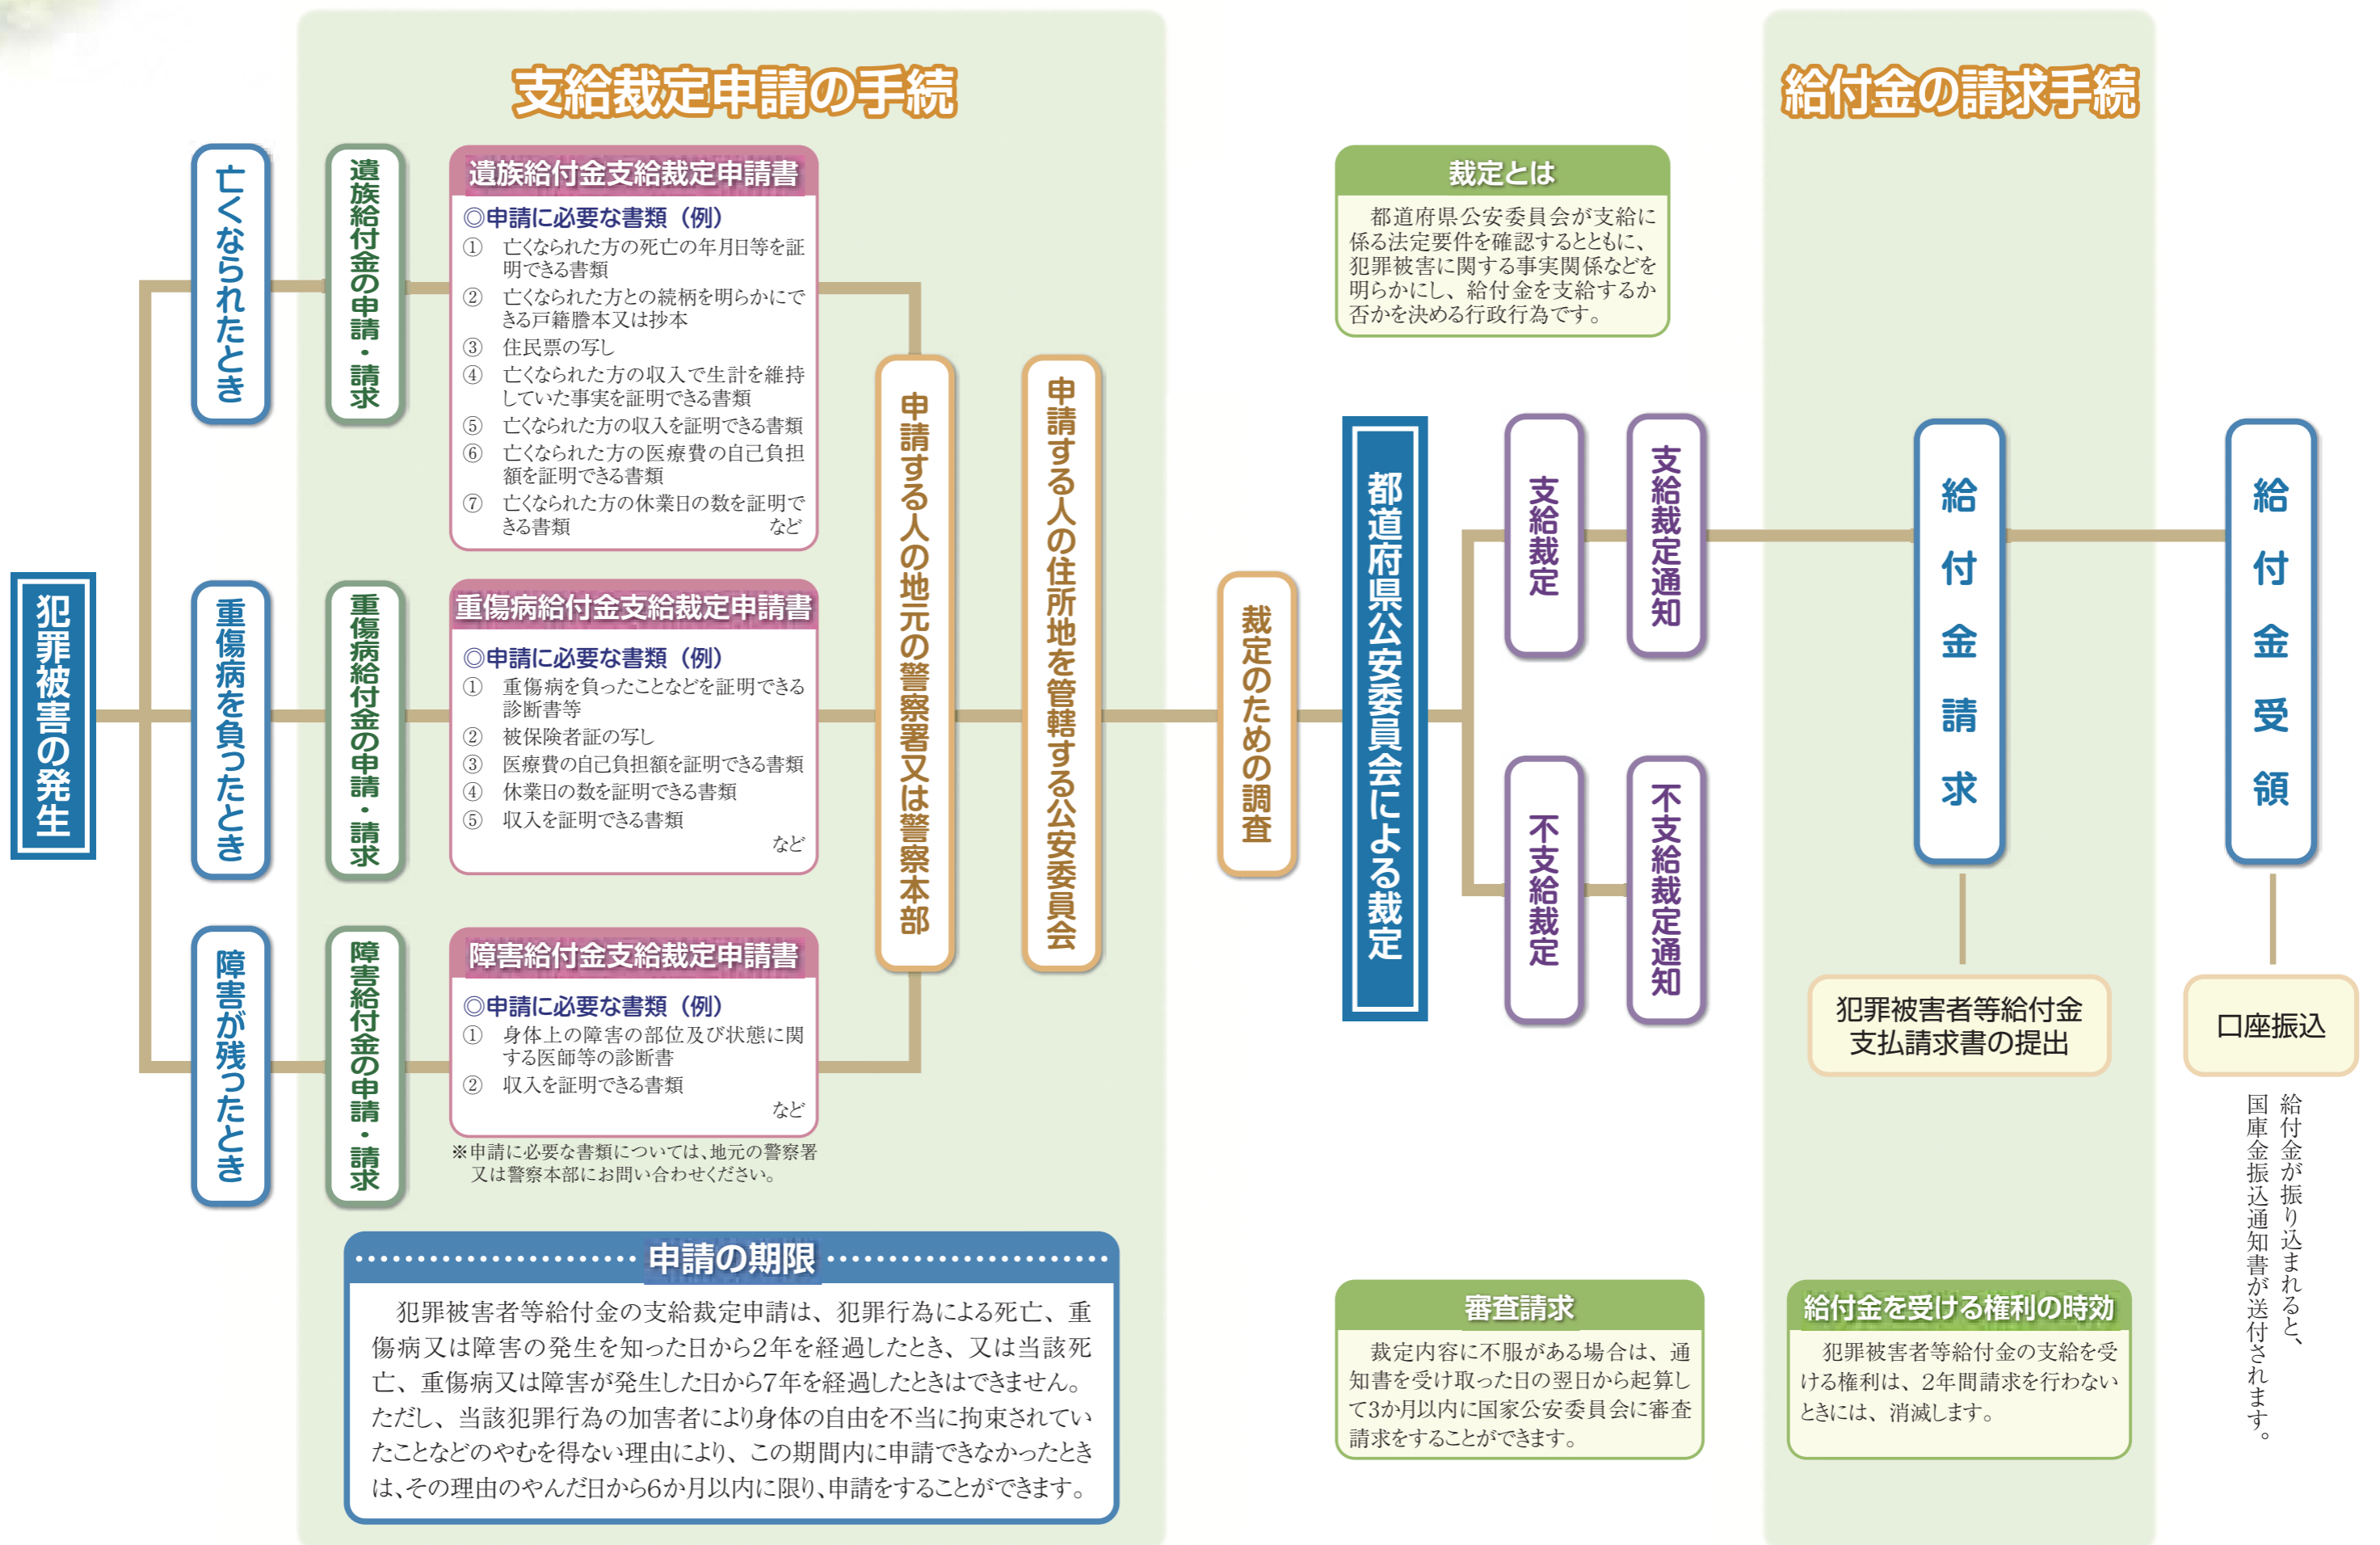 支給裁定申請の手続
給付金の請求手続
犯罪被害の発生
亡くなられたとき
遺族給付金の申請・請求
遺族給付金支給裁定申請書
◎申請に必要な書類（例）
① 亡くなられた方の死亡の年月日等を証
明できる書類
② 亡くなられた方との続柄を明らかにで
きる戸籍謄本又は抄本
③ 住民票の写し
④ 亡くなられた方の収入で生計を維持
していた事実を証明できる書類
⑤ 亡くなられた方の収入を証明できる書類
⑥ 亡くなられた方の医療費の自己負担
額を証明できる書類
⑦ 亡くなられた方の休業日の数を証明で
きる書類 など
重傷病を負ったとき
重傷病給付金の申請・請求
重傷病給付金支給裁定申請書
◎申請に必要な書類（例）
① 重傷病を負ったことなどを証明できる
診断書等
② 被保険者証の写し
③ 医療費の自己負担額を証明できる書類
④ 休業日の数を証明できる書類
⑤ 収入を証明できる書類
など
障害が残ったとき
障害給付金の申請・請求
障害給付金支給裁定申請書
◎申請に必要な書類（例）
① 身体上の障害の部位及び状態に関
する医師等の診断書
② 収入を証明できる書類
など
※申請に必要な書類については、地元の警察署
又は警察本部にお問い合わせください。
申請する人の地元の警察署又は警察本部
申請する人の住所地を管轄する公安委員会
申請の期限
犯罪被害者等給付金の支給裁定申請は、犯罪行為による死亡、重
傷病又は障害の発生を知った日から2年を経過したとき、又は当該死
亡、重傷病又は障害が発生した日から7年を経過したときはできません。
ただし、当該犯罪行為の加害者により身体の自由を不当に拘束されてい
たことなどのやむを得ない理由により、この期間内に申請できなかったとき
は、その理由のやんだ日から6か月以内に限り、申請をすることができます。
裁定のための調査
裁定とは
都道府県公安委員会が支給に
係る法定要件を確認するとともに、
犯罪被害に関する事実関係などを
明らかにし、給付金を支給するか
否かを決める行政行為です。
都道府県公安委員会による裁定
支給裁定
支給裁定通知
不支給裁定
不支給裁定通知
審査請求
裁定内容に不服がある場合は、通
知書を受け取った日の翌日から起算し
て3か月以内に国家公安委員会に審査
請求をすることができます。
給付金請求
犯罪被害者等給付金
支払請求書の提出
給付金を受ける権利の時効
犯罪被害者等給付金の支給を受
ける権利は、2年間請求を行わない
ときには、消滅します。
給付金受領
口座振込
給付金が振り込まれると、
国庫金振込通知書が送付されます。